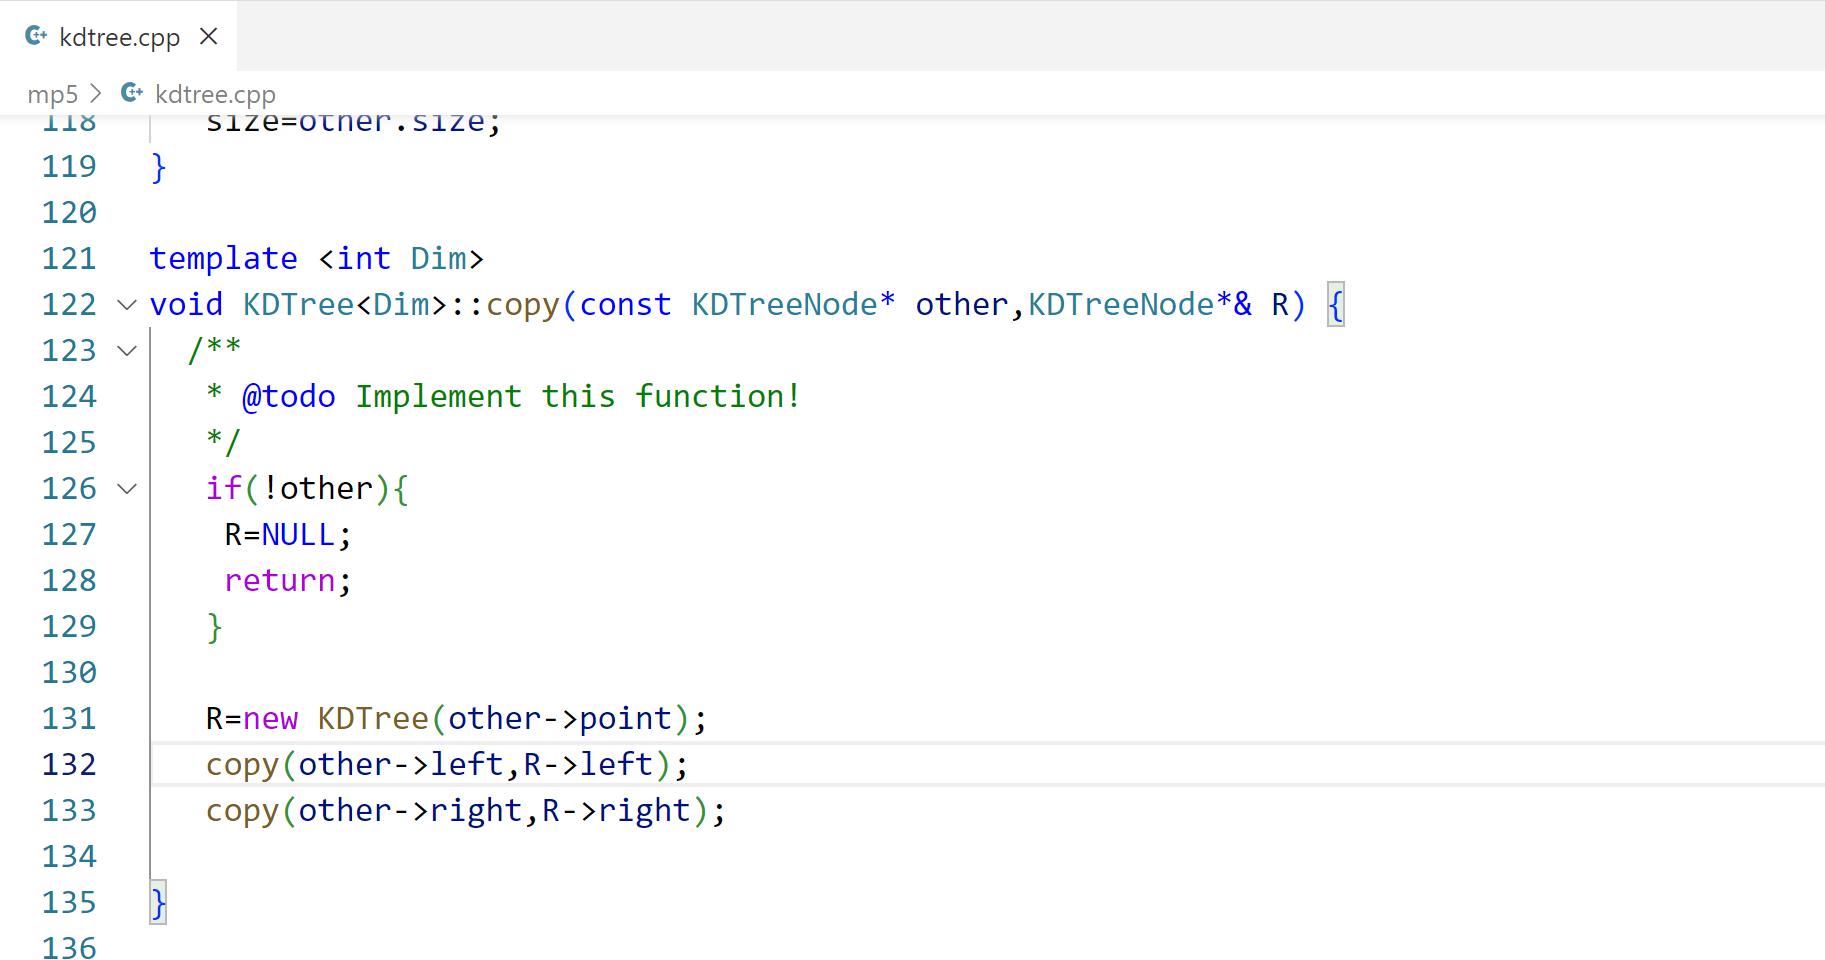 kdtree.cpp
mp5 > kdtree.cpp
118 size=other.size;
119 }
120
121 template <int Dim>
122 void KDTree<Dim>::copy(const KDTreeNode* other,KDTreeNode*& R) {
123 /**
124 * @todo Implement this function!
125 */
126 if(!other){
127 R=NULL;
128 return;
129 }
130
131 R=new KDTree(other->point);
132 copy(other->left,R->left);
133 copy(other->right,R->right);
134
135 }
136